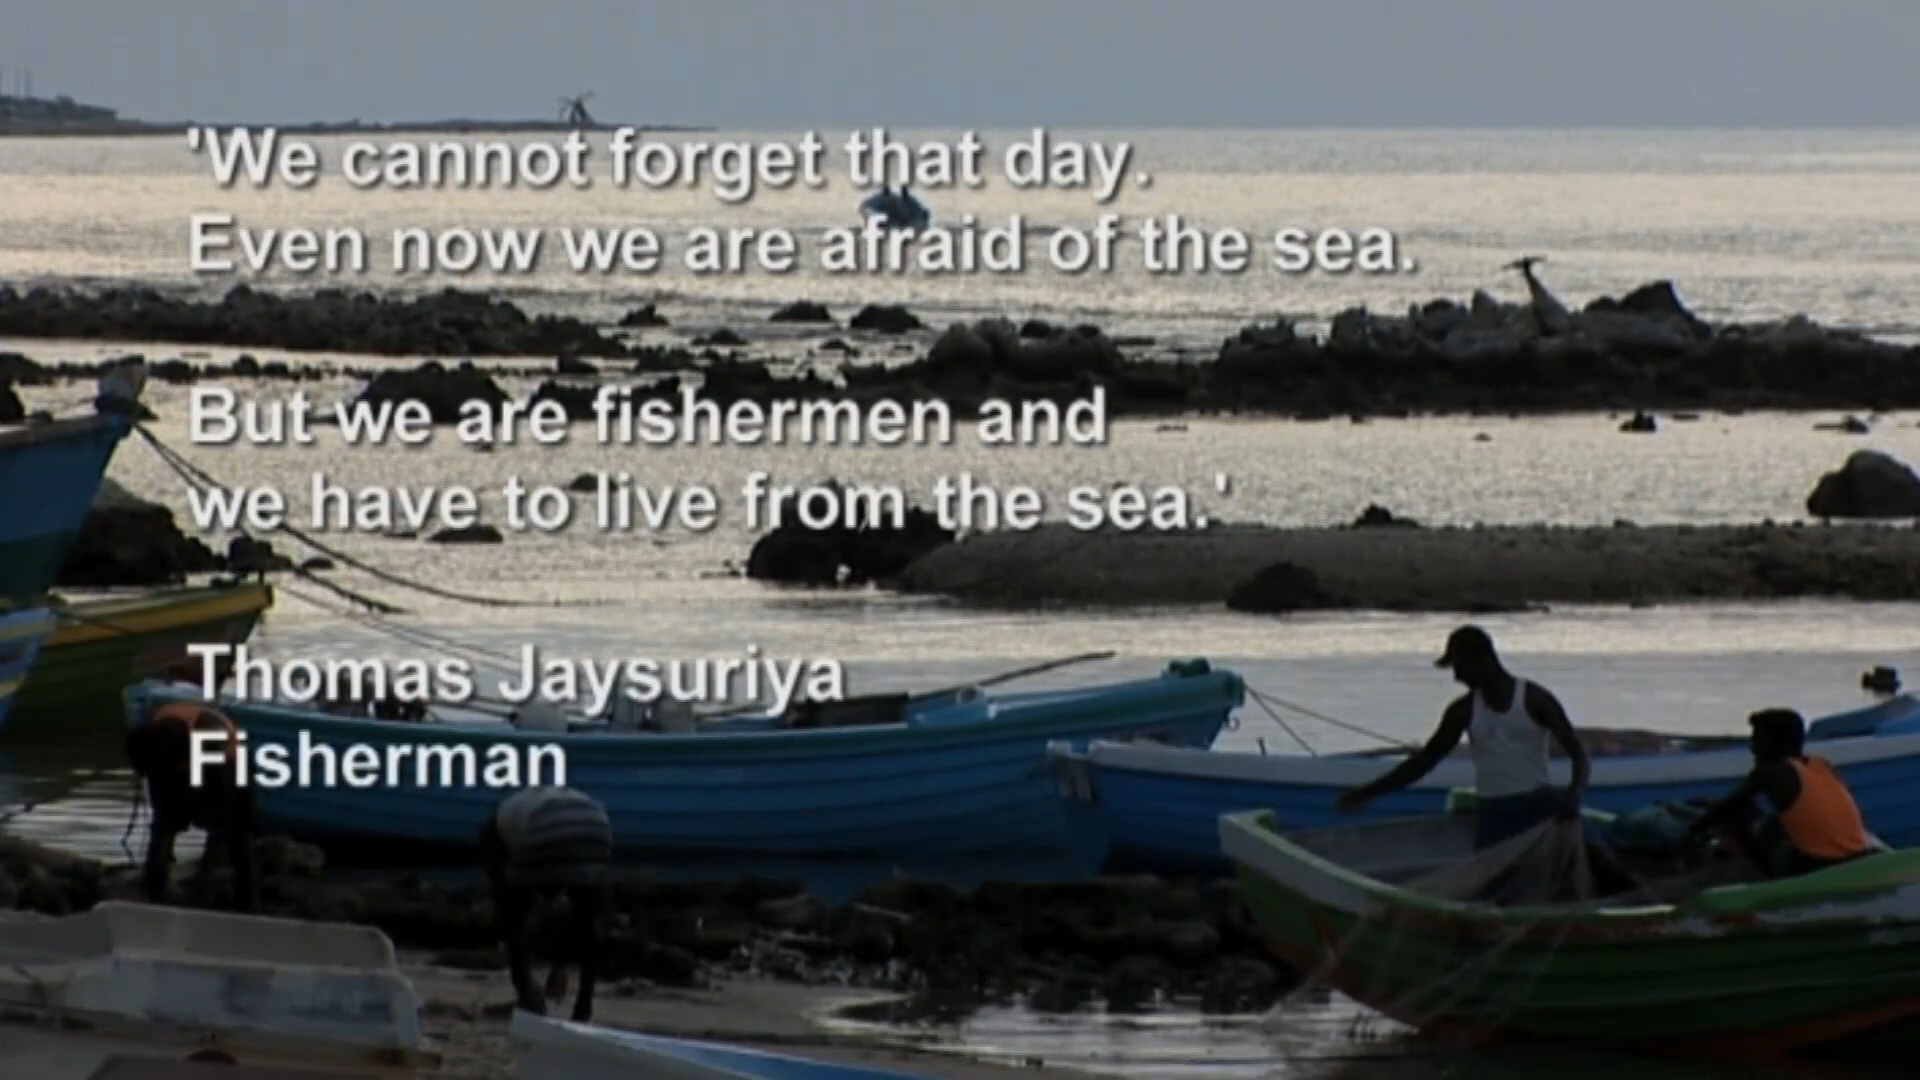 'We cannot forget that day.
Even now we are afraid of the sea.
But we are fishermen and
we have to live from the sea.'
Thomas Jaysuriya
Fisherman